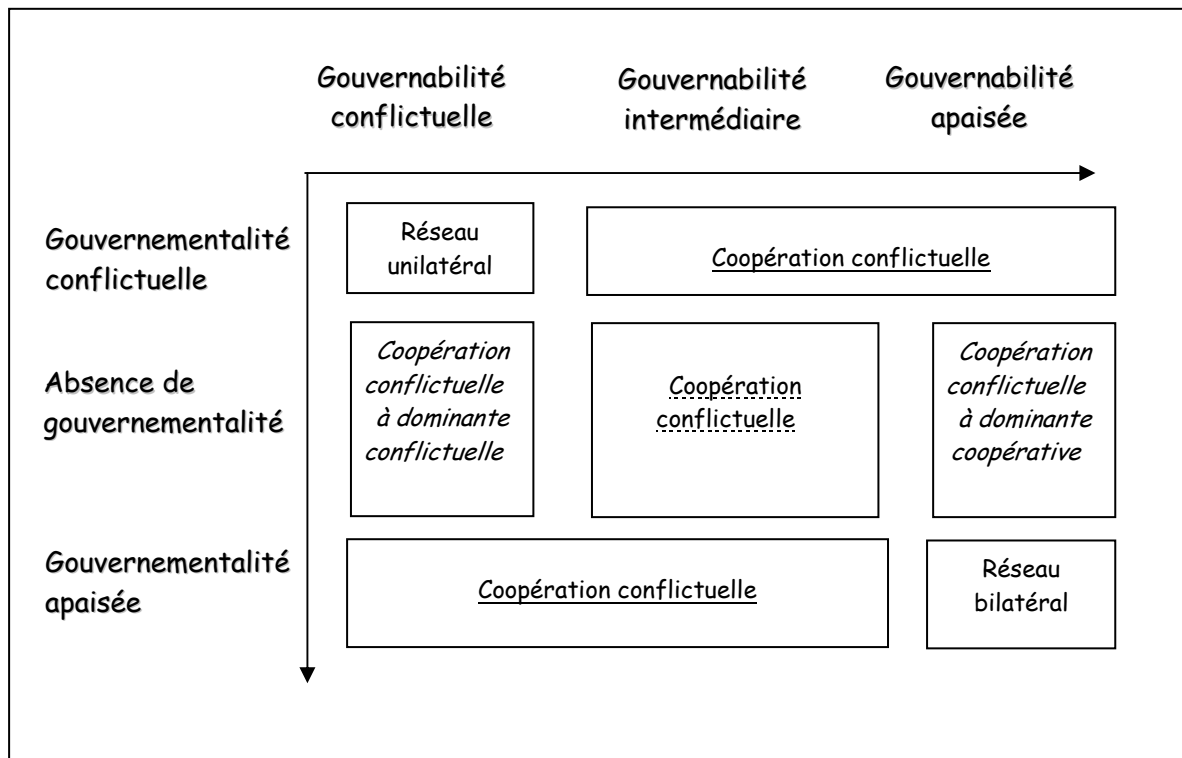 Gouvernabilité
conflictuelle
Gouvernabilité
intermédiaire
Gouvernabilité
apaisée
Gouvernementalité
conflictuelle
Réseau
unilatéral
Coopération conflictuelle
Absence de
gouvernementalité
Coopération
conflictuelle
à dominante
conflictuelle
Coopération
conflictuelle
Coopération
conflictuelle
à dominante
coopérative
Gouvernementalité
apaisée
Coopération conflictuelle
Réseau
bilatéral